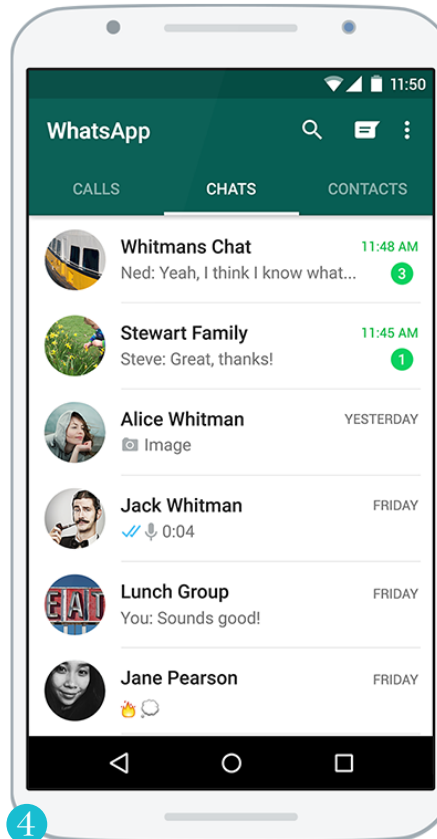 11:50
WhatsApp
CALLS CHATS CONTACTS
Whitmans Chat 11:48 AM
Ned: Yeah, I think I know what... 3
Stewart Family 11:45 AM
Steve: Great, thanks! 1
Alice Whitman YESTERDAY
Image
Jack Whitman FRIDAY
0:04
EAT
Lunch Group FRIDAY
You: Sounds good!
Jane Pearson FRIDAY
4